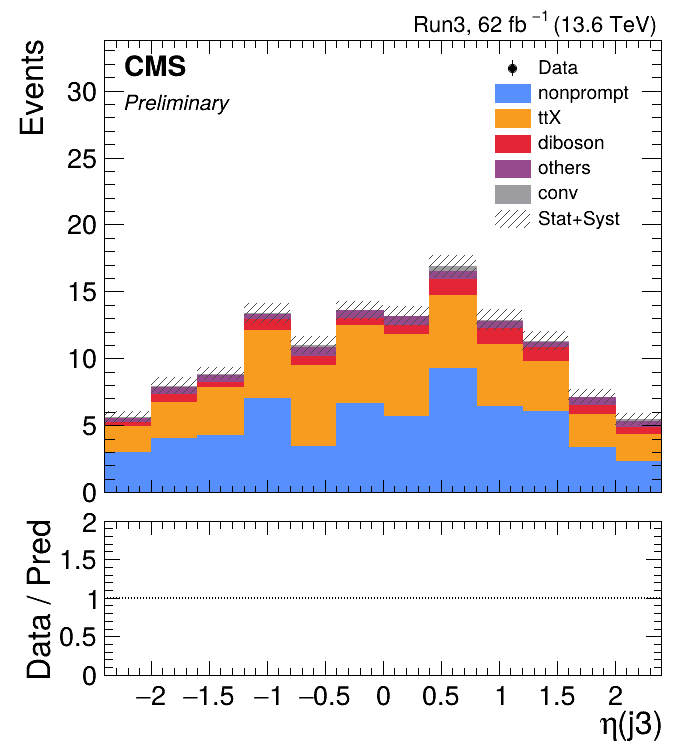 Run3, 62 fb⁻¹ (13.6 TeV)
CMS
Preliminary
Events
30
25
20
15
10
5
0
Data
nonprompt
ttX
diboson
others
conv
Stat+Syst
Data / Pred
2
1.5
1
0.5
0
−2 −1.5 −1 −0.5 0 0.5 1 1.5 2
η(j3)